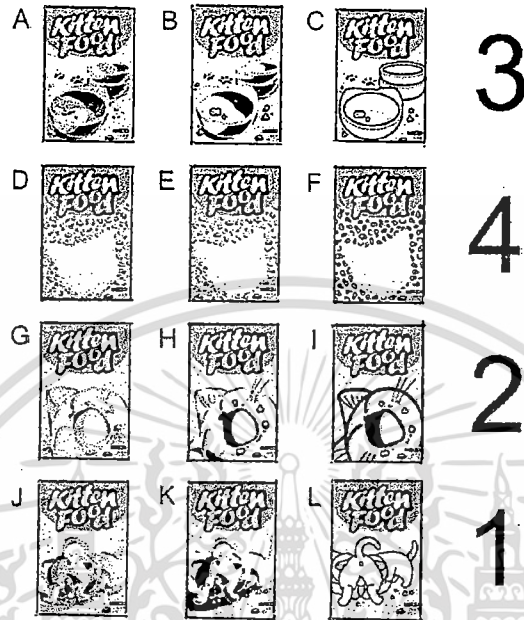 A B C
Kitten Food Kitten Food Kitten Food 3
D E F
Kitten Food Kitten Food Kitten Food 4
G H I
Kitten Food Kitten Food Kitten Food 2
J K L
Kitten Food Kitten Food Kitten Food 1